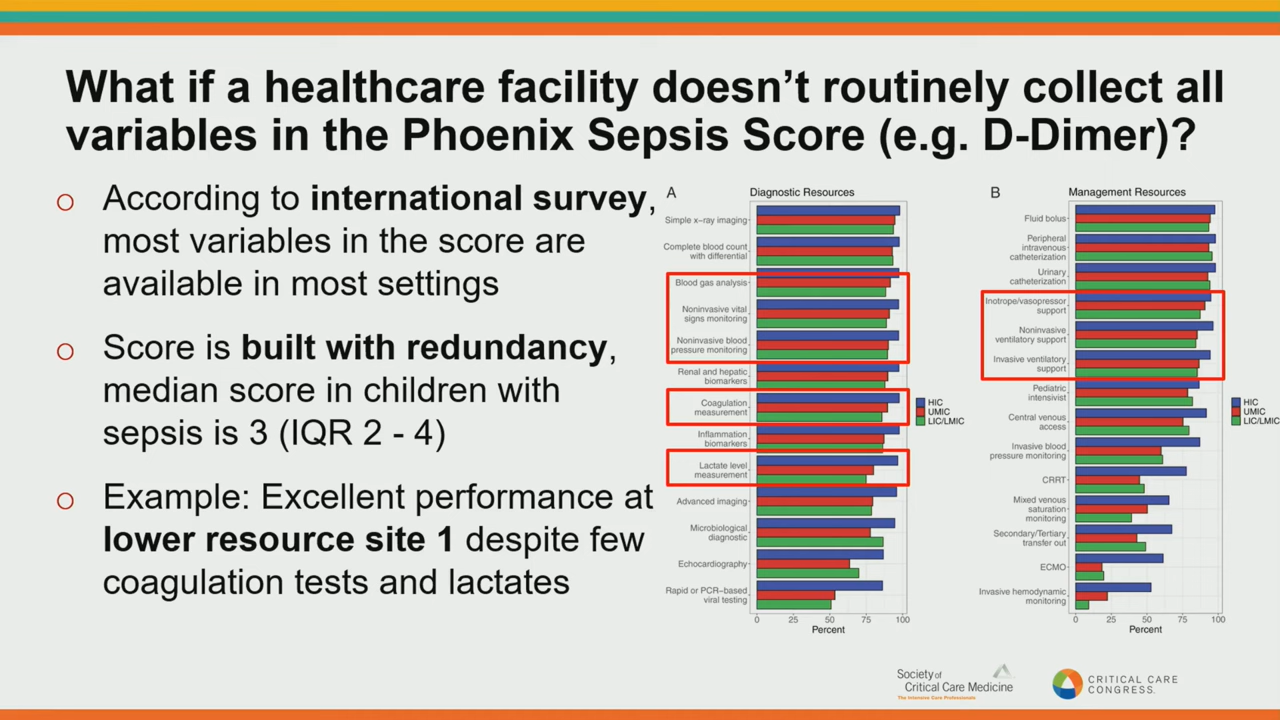 What if a healthcare facility doesn’t routinely collect all
variables in the Phoenix Sepsis Score (e.g. D-Dimer)?
o According to international survey,
most variables in the score are
available in most settings
o Score is built with redundancy,
median score in children with
sepsis is 3 (IQR 2 - 4)
o Example: Excellent performance at
lower resource site 1 despite few
coagulation tests and lactates
A Diagnostic Resources
Simple x−ray imaging
Complete blood count
with differential
Blood gas analysis
Noninvasive vital
signs monitoring
Noninvasive blood
pressure monitoring
Renal and hepatic
biomarkers
Coagulation
measurement
Inflammation
biomarkers
Lactate level
measurement
Advanced imaging
Microbiological
diagnostic
Echocardiography
Rapid or PCR−based
viral testing
0 25 50 75 100
Percent
HIC
UMIC
LIC/LMIC
B Management Resources
Fluid bolus
Peripheral
intravenous
catheterization
Urinary
catheterization
Inotrope/vasopressor
support
Noninvasive
ventilatory support
Invasive ventilatory
support
Pediatric
intensivist
Central venous
access
Invasive blood
pressure monitoring
CRRT
Mixed venous
saturation
monitoring
Secondary/Tertiary
transfer out
ECMO
Invasive hemodynamic
monitoring
0 25 50 75 100
Percent
HIC
UMIC
LIC/LMIC
Society of
Critical Care Medicine
The Intensive Care Professionals
CRITICAL CARE
CONGRESS.